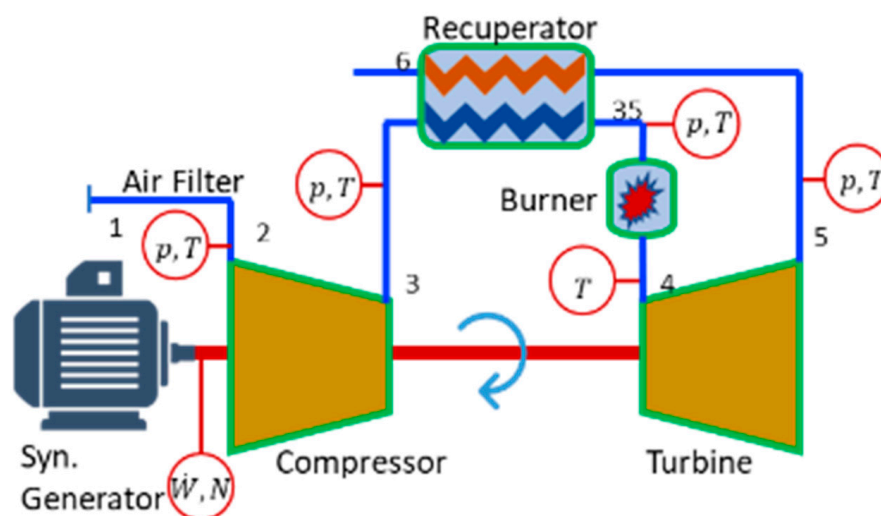 Recuperator
6
35
p, T
Air Filter
p, T
Burner
p, T
1
p, T
2
5
3
T
4
Syn.
Generator
Ẇ, N
Compressor
Turbine